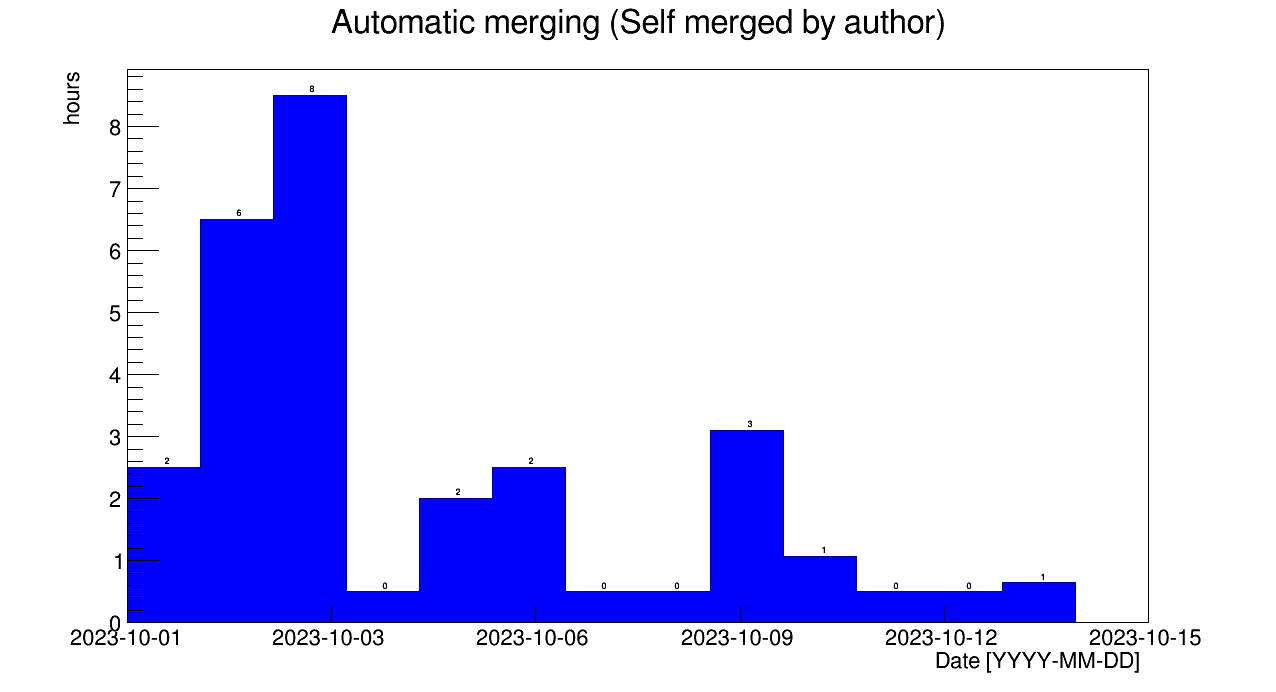 Automatic merging (Self merged by author)
hours
8
7
6
5
4
3
2
1
0
2 6 8 0 2 2 0 0 3 1 0 0 1
2023-10-01 2023-10-03 2023-10-06 2023-10-09 2023-10-12 2023-10-15
Date [YYYY-MM-DD]